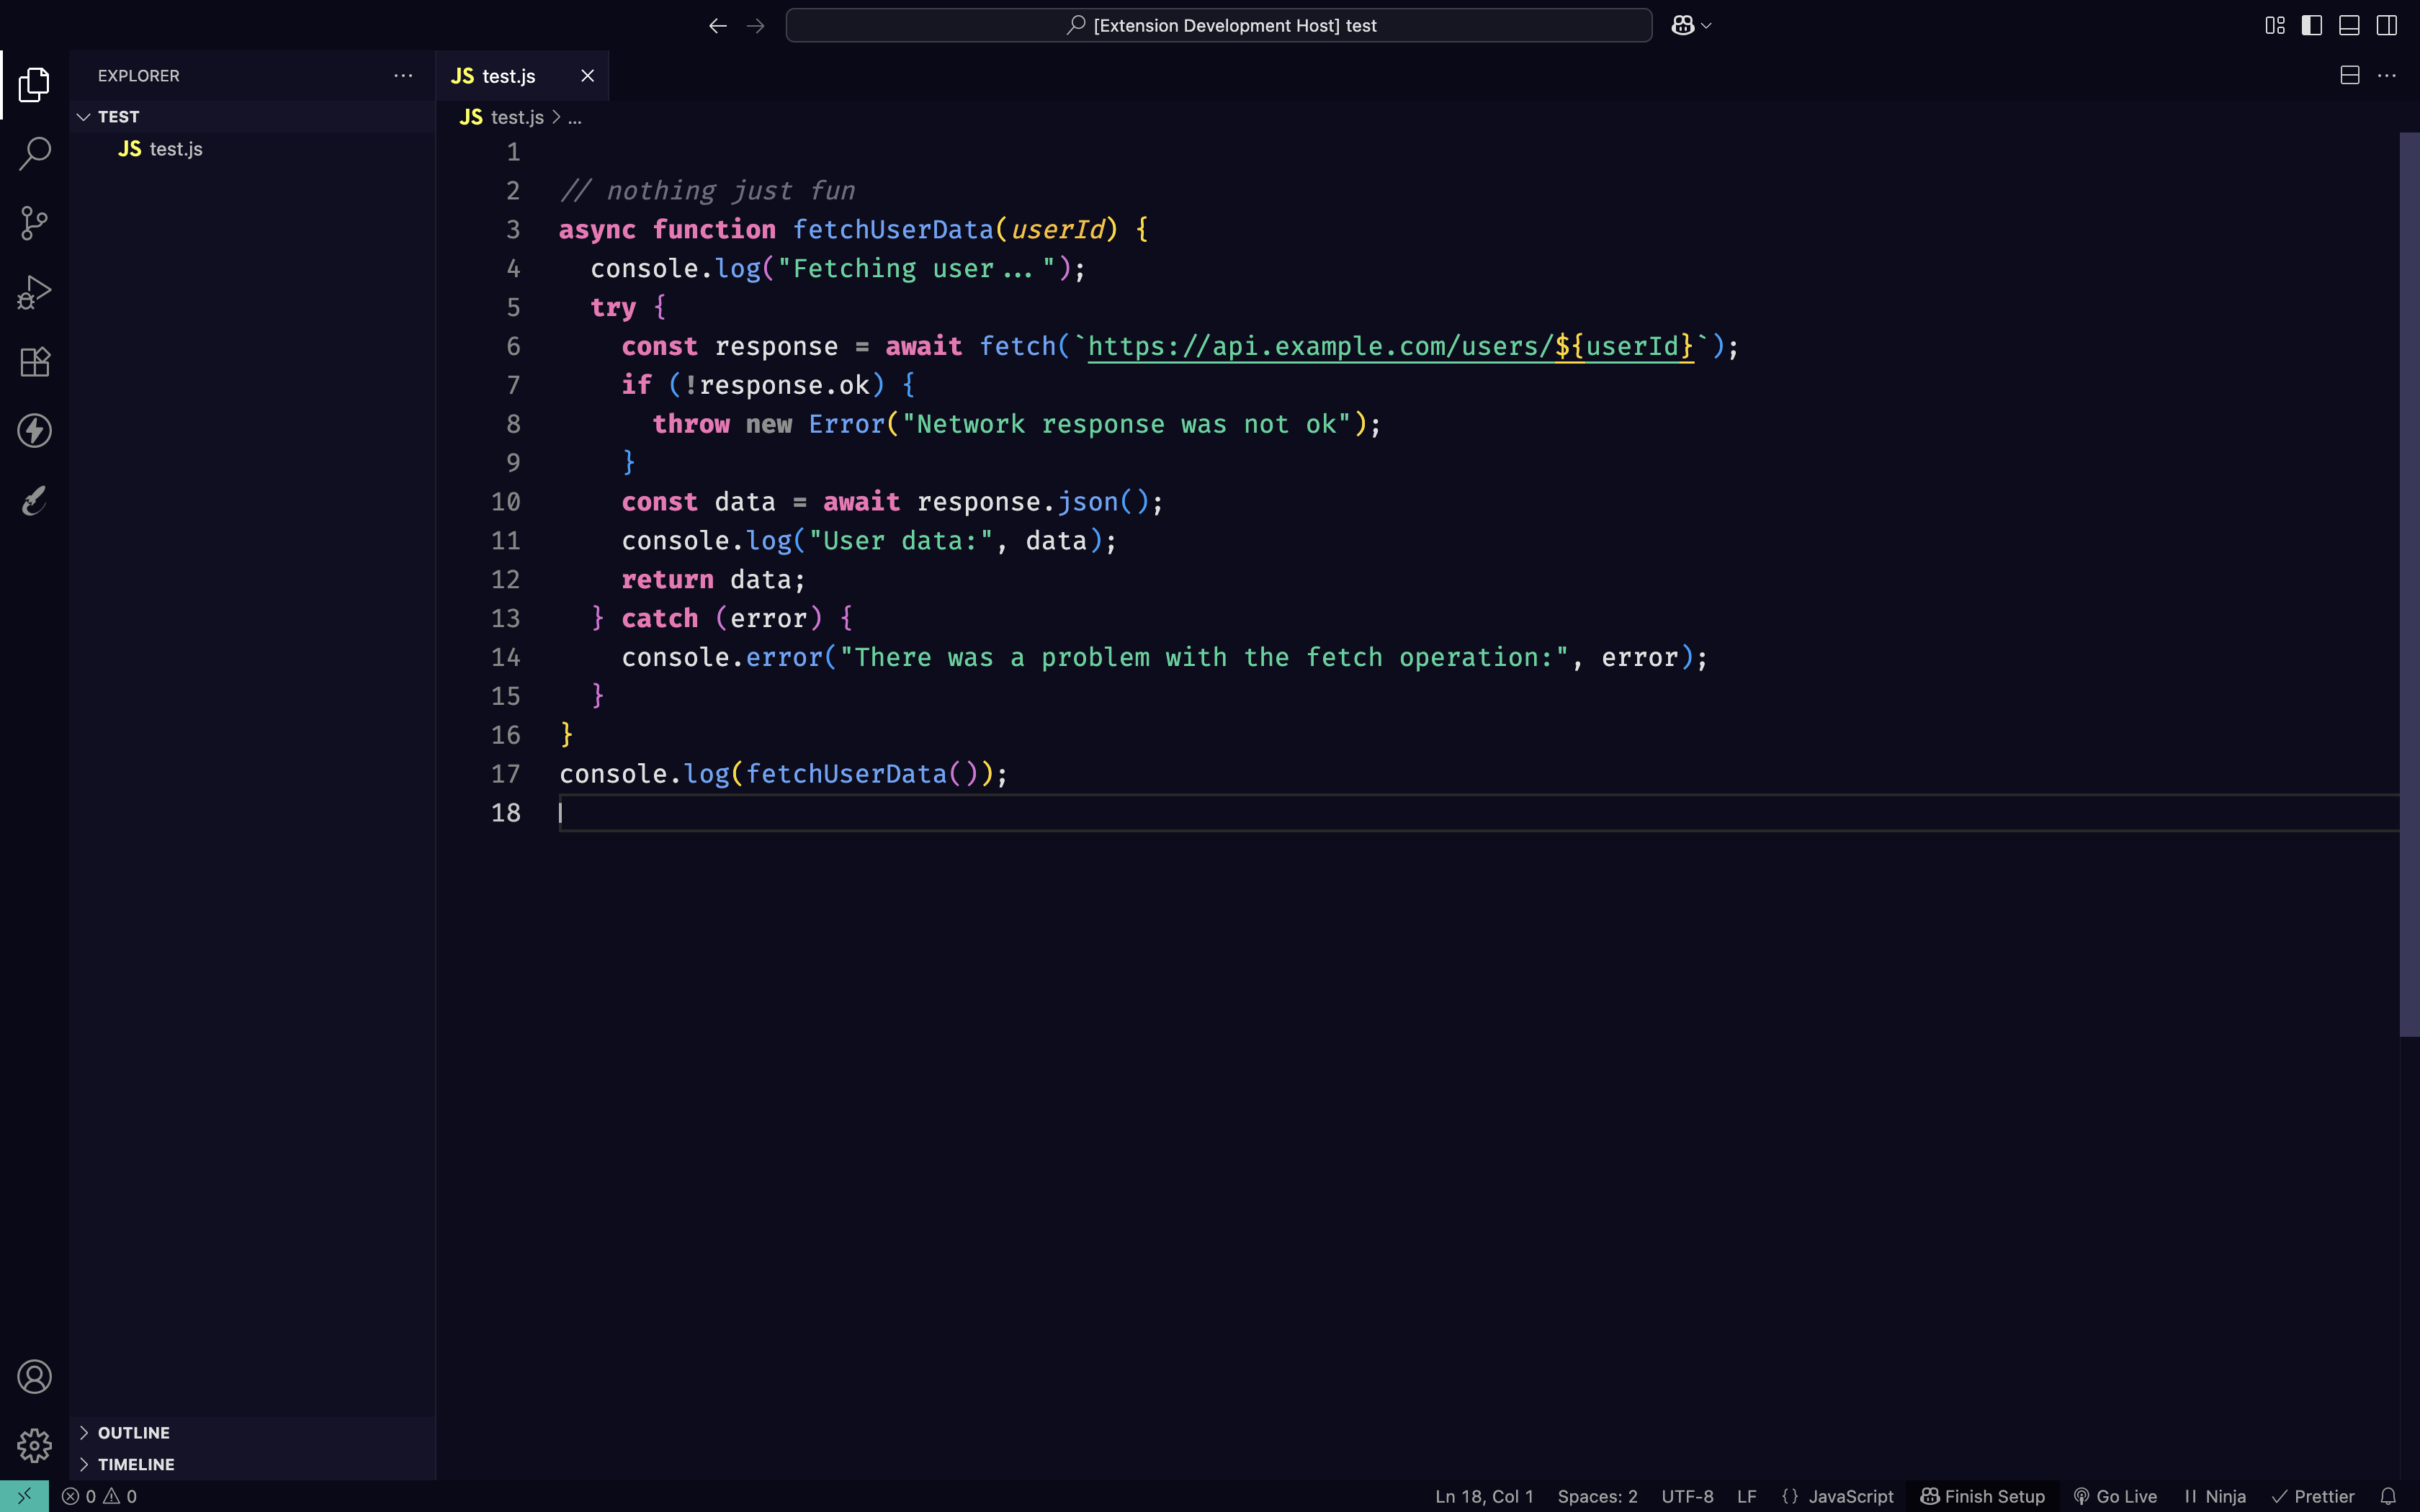 [Extension Development Host] test
EXPLORER
TEST
JS test.js
JS test.js
JS test.js > ...
1
2 // nothing just fun
3 async function fetchUserData(userId) {
4   console.log("Fetching user...");
5   try {
6     const response = await fetch(`https://api.example.com/users/${userId}`);
7     if (!response.ok) {
8       throw new Error("Network response was not ok");
9     }
10     const data = await response.json();
11     console.log("User data:", data);
12     return data;
13   } catch (error) {
14     console.error("There was a problem with the fetch operation:", error);
15   }
16 }
17 console.log(fetchUserData());
18
OUTLINE
TIMELINE
0 0 Ln 18, Col 1 Spaces: 2 UTF-8 LF {} JavaScript Finish Setup Go Live Ninja Prettier